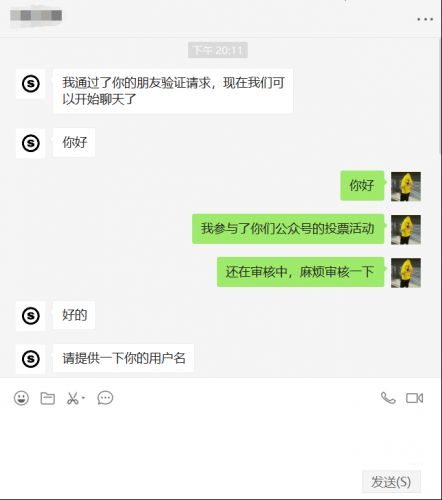 下午 20:11
我通过了你的朋友验证请求，现在我们可
以开始聊天了
你好
你好
我参与了你们公众号的投票活动
还在审核中，麻烦审核一下
好的
请提供一下你的用户名
发送(S)